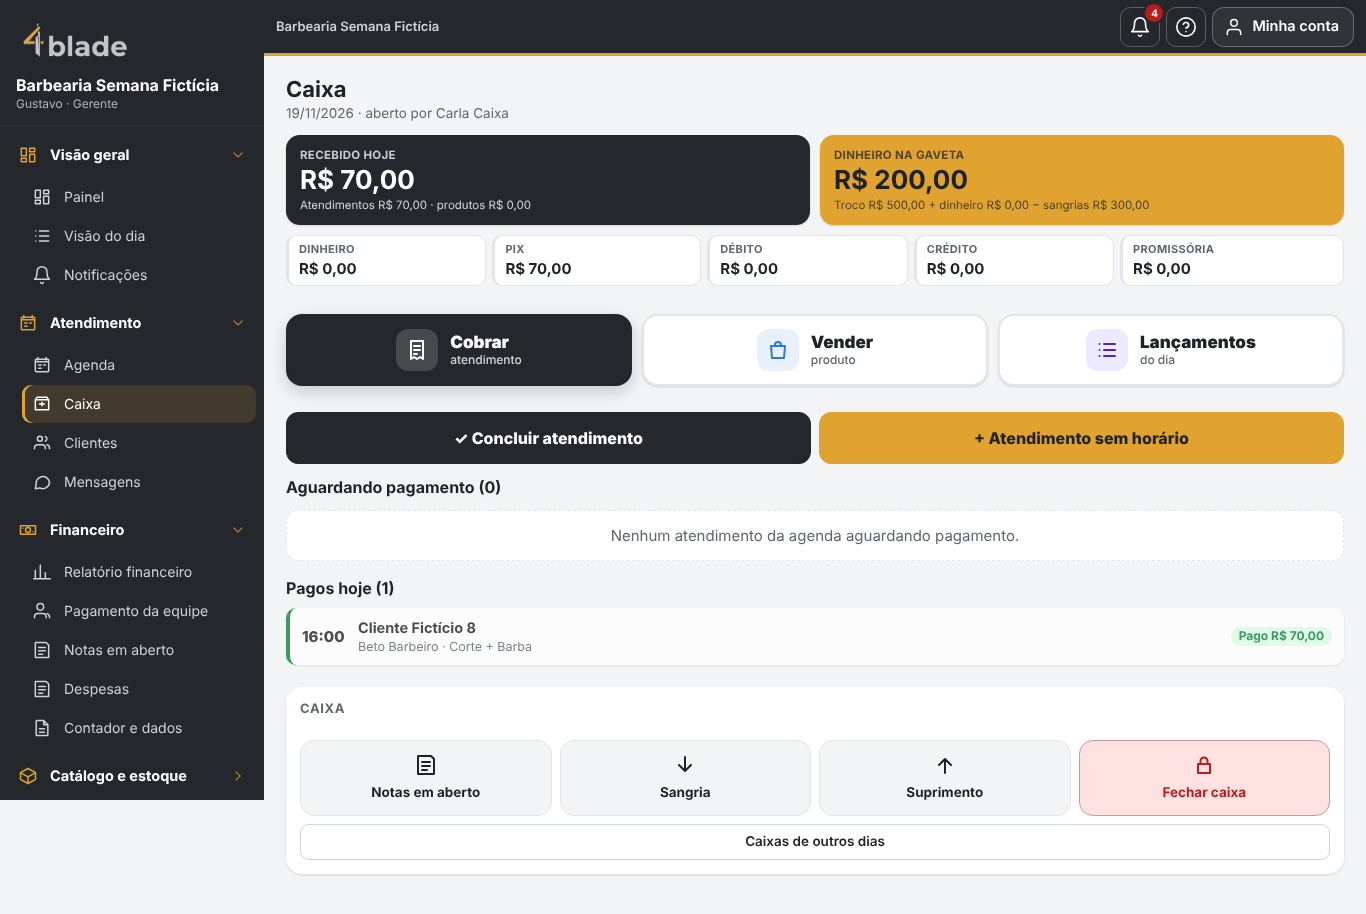 4blade
Barbearia Semana Fictícia
Gustavo · Gerente
Visão geral
Painel
Visão do dia
Notificações
Atendimento
Agenda
Caixa
Clientes
Mensagens
Financeiro
Relatório financeiro
Pagamento da equipe
Notas em aberto
Despesas
Contador e dados
Catálogo e estoque
Barbearia Semana Fictícia
4
Minha conta
Caixa
19/11/2026 · aberto por Carla Caixa
RECEBIDO HOJE
R$ 70,00
Atendimentos R$ 70,00 · produtos R$ 0,00
DINHEIRO NA GAVETA
R$ 200,00
Troco R$ 500,00 + dinheiro R$ 0,00 − sangrias R$ 300,00
DINHEIRO
R$ 0,00
PIX
R$ 70,00
DÉBITO
R$ 0,00
CRÉDITO
R$ 0,00
PROMISSÓRIA
R$ 0,00
Cobrar
atendimento
Vender
produto
Lançamentos
do dia
✓ Concluir atendimento
+ Atendimento sem horário
Aguardando pagamento (0)
Nenhum atendimento da agenda aguardando pagamento.
Pagos hoje (1)
16:00
Cliente Fictício 8
Beto Barbeiro · Corte + Barba
Pago R$ 70,00
CAIXA
Notas em aberto
Sangria
Suprimento
Fechar caixa
Caixas de outros dias